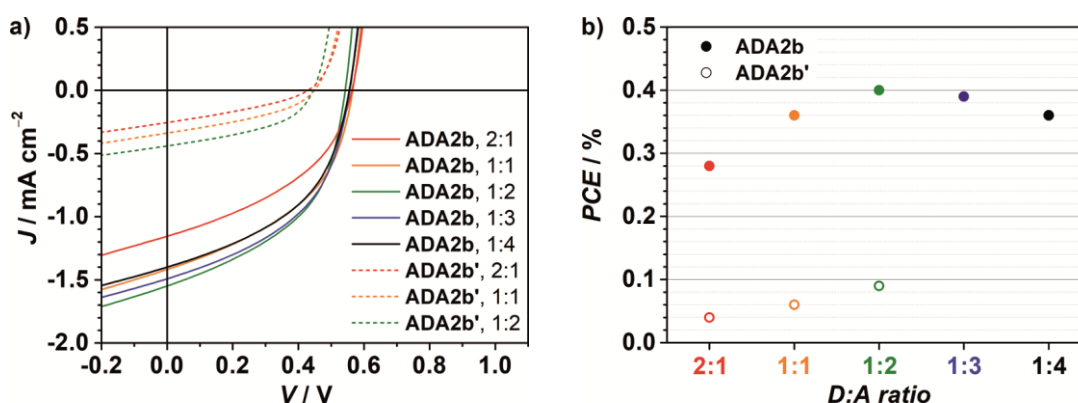 a)
0.5
0.0
-0.5
-1.0
-1.5
-2.0
J / mA cm⁻²
ADA2b, 2:1
ADA2b, 1:1
ADA2b, 1:2
ADA2b, 1:3
ADA2b, 1:4
ADA2b', 2:1
ADA2b', 1:1
ADA2b', 1:2
-0.2 0.0 0.2 0.4 0.6 0.8 1.0
V / V
b)
ADA2b
ADA2b'
0.5
0.4
0.3
0.2
0.1
0.0
PCE / %
2:1 1:1 1:2 1:3 1:4
D:A ratio